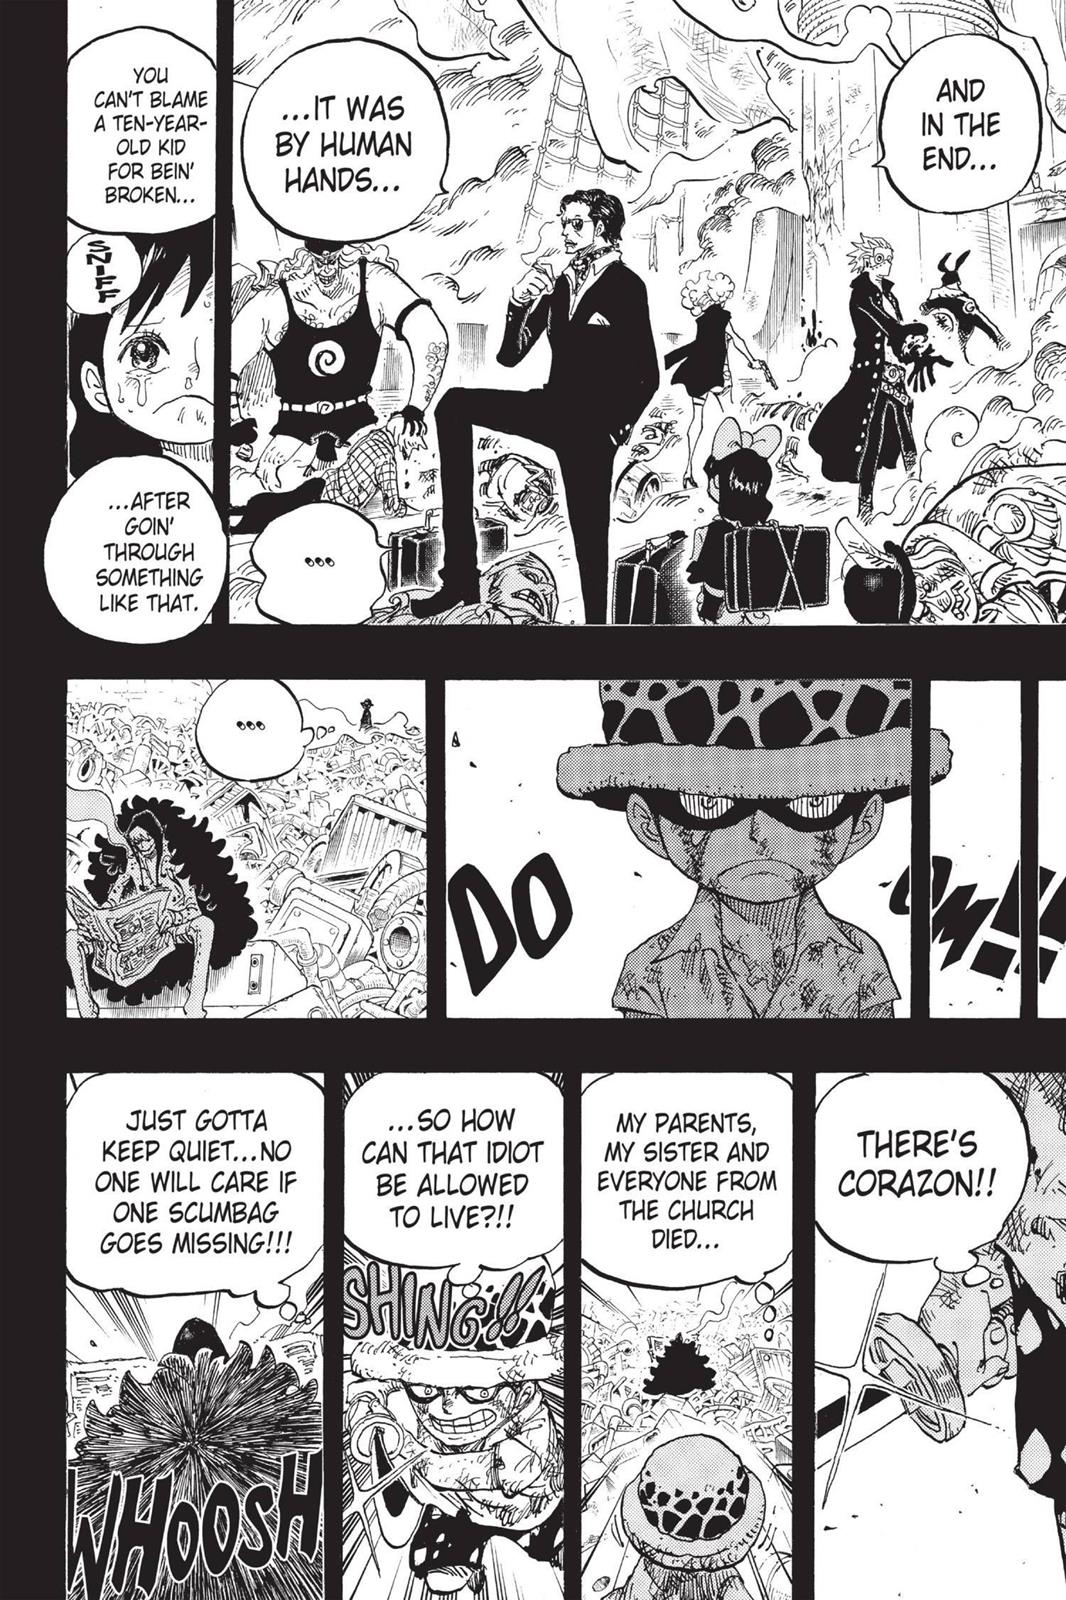 AND
IN THE
END...
...IT WAS
BY HUMAN
HANDS...
...
YOU
CAN'T BLAME
A TEN-YEAR-
OLD KID
FOR BEIN'
BROKEN...
SNIFF
...AFTER
GOIN'
THROUGH
SOMETHING
LIKE THAT.
DOOM!!
...
THERE'S
CORAZON!!
MY PARENTS,
MY SISTER AND
EVERYONE FROM
THE CHURCH
DIED...
...SO HOW
CAN THAT IDIOT
BE ALLOWED
TO LIVE?!!
SHING!!
JUST GOTTA
KEEP QUIET...NO
ONE WILL CARE IF
ONE SCUMBAG
GOES MISSING!!!
WHOOSH